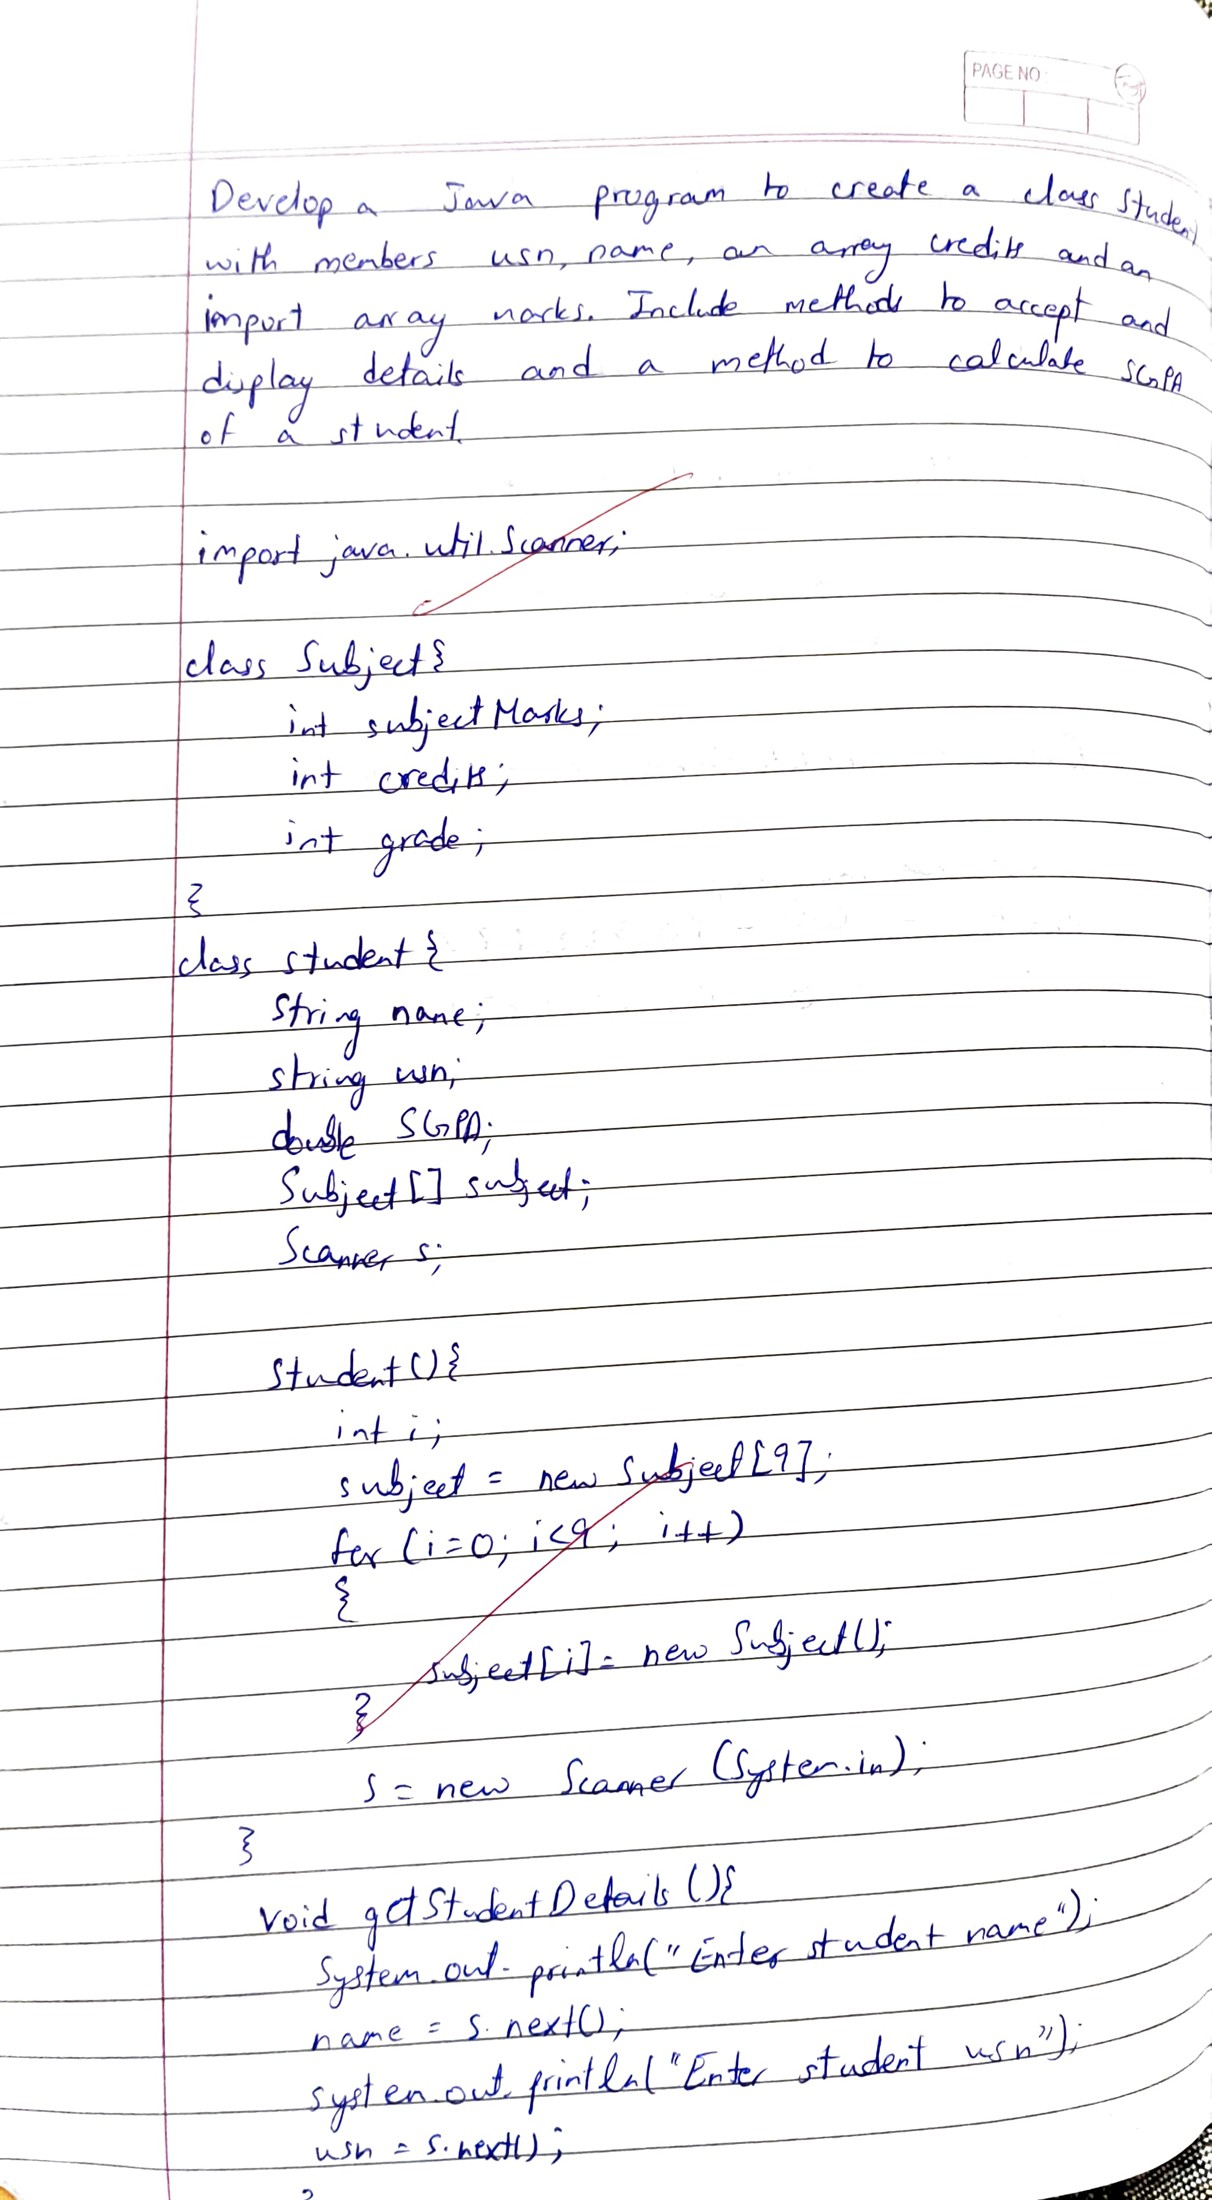 PAGE NO:
Develop a Java program to create a class Student
with members usn, name, an array credits and an
import array marks. Include methods to accept and
display details and a method to calculate SGPA
of a student.
import java.util.Scanner;
class Subject{
int subjectMarks;
int credits;
int grade;
}
class student {
String name;
string usn;
double SGPA;
Subject[] subject;
Scanner s;
Student(){
int i;
subject = new Subject[9];
for (i=0; i<9; i++)
{
subject[i]= new Subject();
}
s = new Scanner (System.in);
}
void getStudentDetails(){
System.out.println("Enter student name");
name = s.next();
system.out.println("Enter student usn");
usn = s.next();
}